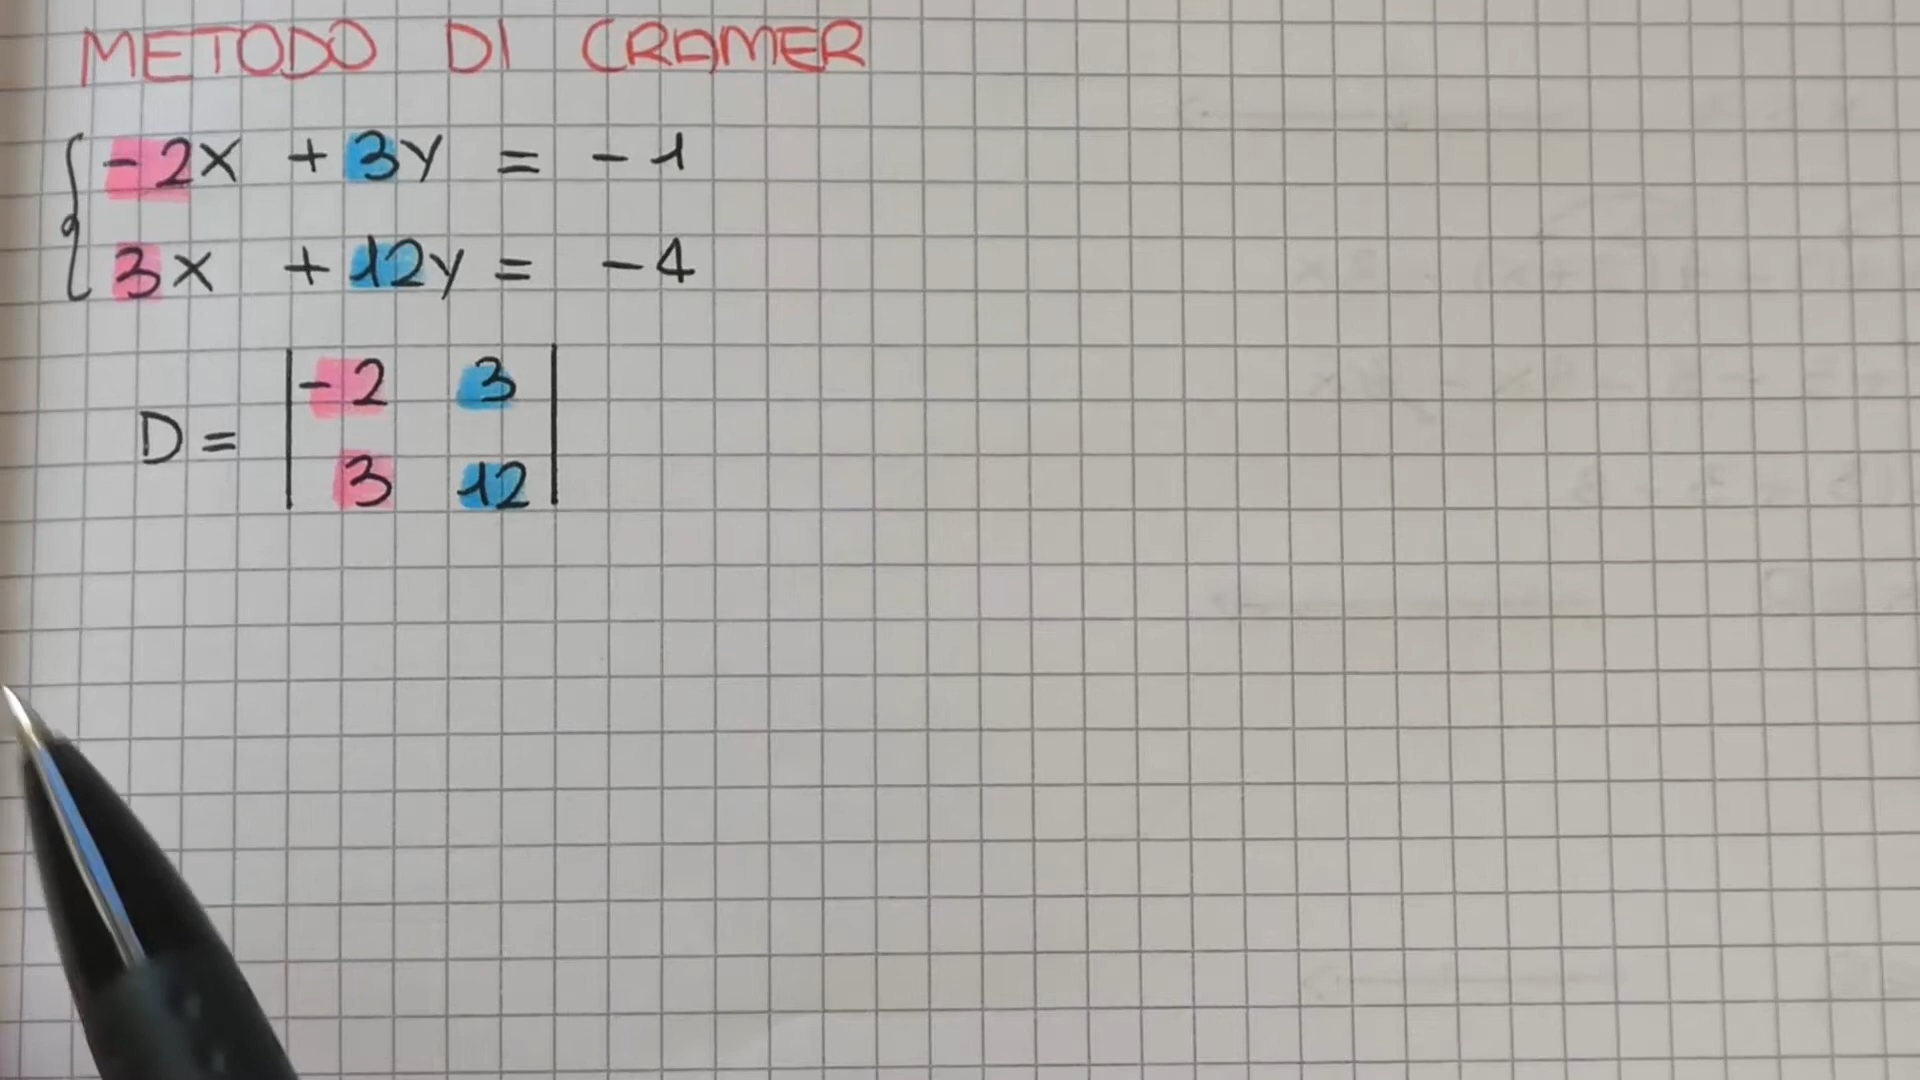 METODO DI CRAMER
-2x + 3y = -1
3x + 12y = -4
-2 3
D =
3 12